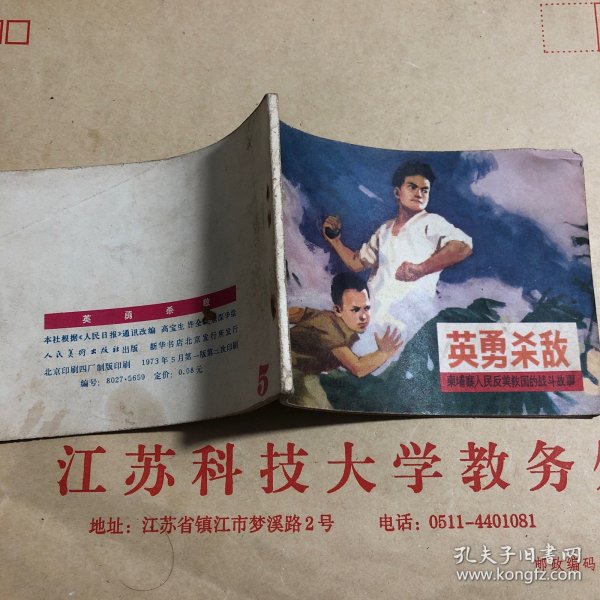 英勇杀敌
柬埔寨人民反美救国的战斗故事
英勇杀敌
本社根据《人民日报》通讯改编 高宝生
人民美术出版社出版 新华书店北京发行所发行
北京印刷四厂制版印刷 1973年5月第一版第二次印刷
编号:8027·5659 定价:0.08元
5
江苏科技大学教务
地址:江苏省镇江市梦溪路2号 电话:0511-4401081
邮政编码
孔夫子旧书网
www.kongfz.com